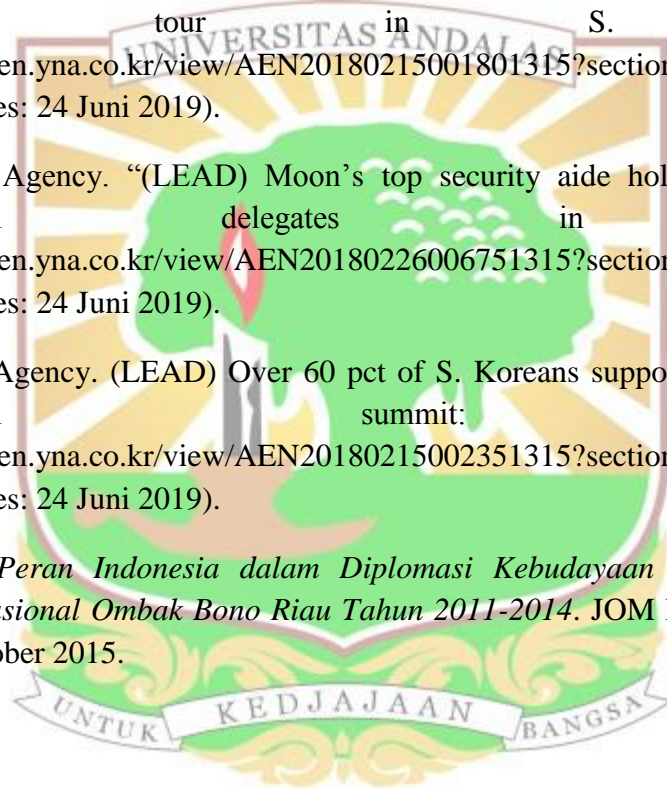 tour in S.
UNIVERSITAS ANDALAS
en.yna.co.kr/view/AEN20180215001801315?section
es: 24 Juni 2019).
Agency. “(LEAD) Moon’s top security aide hol
delegates in
en.yna.co.kr/view/AEN20180226006751315?section
es: 24 Juni 2019).
Agency. (LEAD) Over 60 pct of S. Koreans suppo
summit:
en.yna.co.kr/view/AEN20180215002351315?section
es: 24 Juni 2019).
Peran Indonesia dalam Diplomasi Kebudayaan
asional Ombak Bono Riau Tahun 2011-2014. JOM
ober 2015.
UNTUK KEDJAJAAN BANGSA